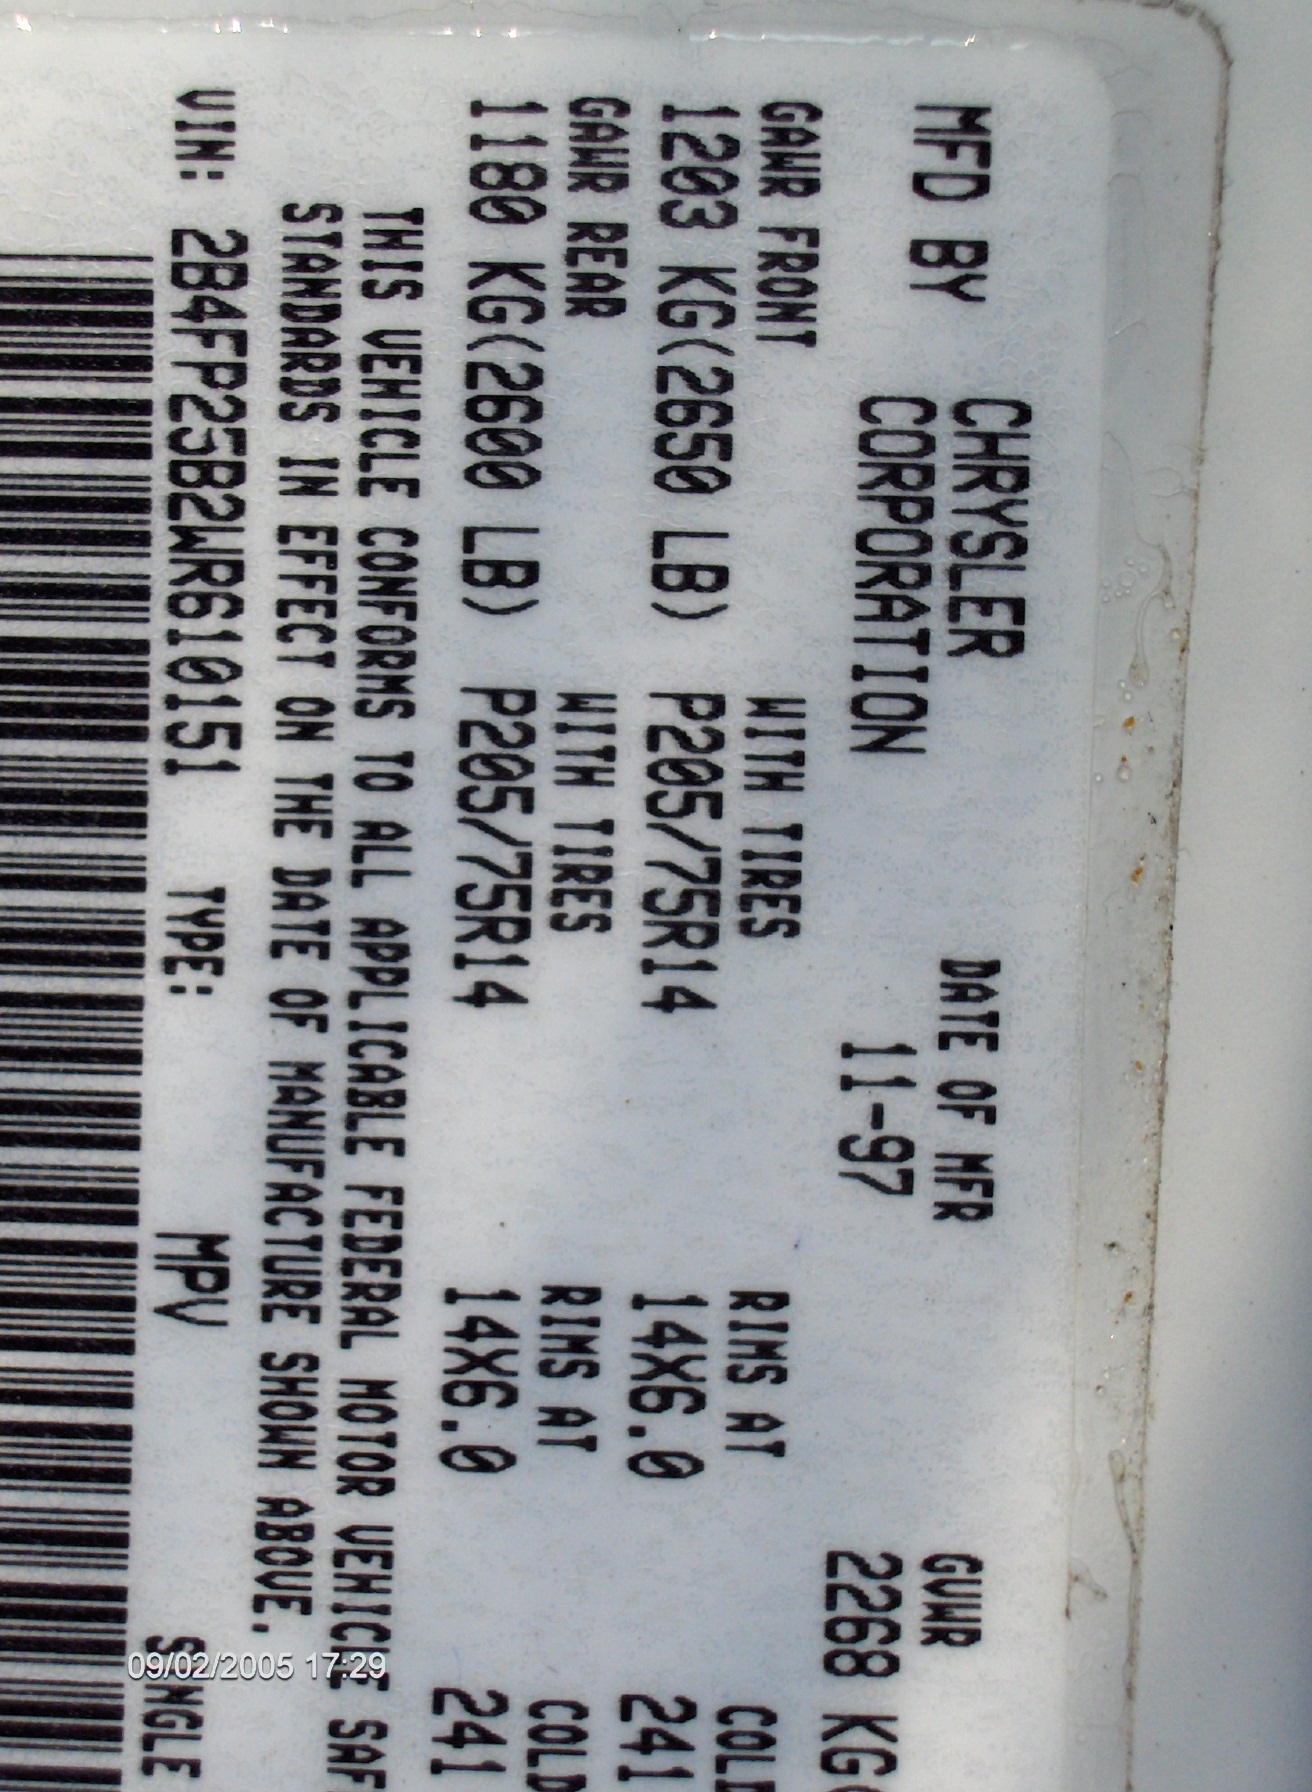 MFD BY CHRYSLER CORPORATION DATE OF MFR 11-97 GVWR 2268 KG(
GAWR FRONT WITH TIRES RIMS AT COLD
1203 KG(2650 LB) P205/75R14 14X6.0 241
GAWR REAR WITH TIRES RIMS AT COLD
1180 KG(2600 LB) P205/75R14 14X6.0 241
THIS VEHICLE CONFORMS TO ALL APPLICABLE FEDERAL MOTOR VEHICLE SAF
STANDARDS IN EFFECT ON THE DATE OF MANUFACTURE SHOWN ABOVE.
VIN: 2B4FP25B2WR610151 TYPE: MPV SINGLE
09/02/2005 17:29